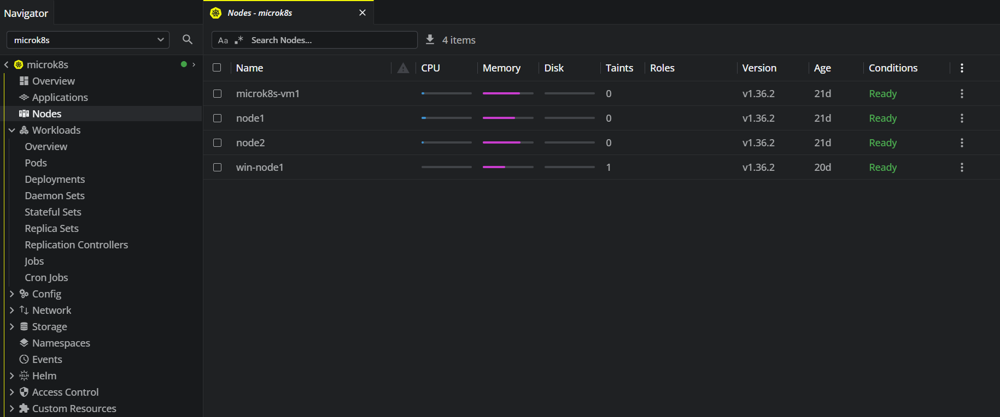 Navigator
Nodes - microk8s
microk8s
Aa .* Search Nodes...
4 items
microk8s
Overview
Applications
Nodes
Workloads
Overview
Pods
Deployments
Daemon Sets
Stateful Sets
Replica Sets
Replication Controllers
Jobs
Cron Jobs
Config
Network
Storage
Namespaces
Events
HELM Helm
Access Control
Custom Resources
Name CPU Memory Disk Taints Roles Version Age Conditions
microk8s-vm1 0 v1.36.2 21d Ready
node1 0 v1.36.2 21d Ready
node2 0 v1.36.2 21d Ready
win-node1 1 v1.36.2 20d Ready